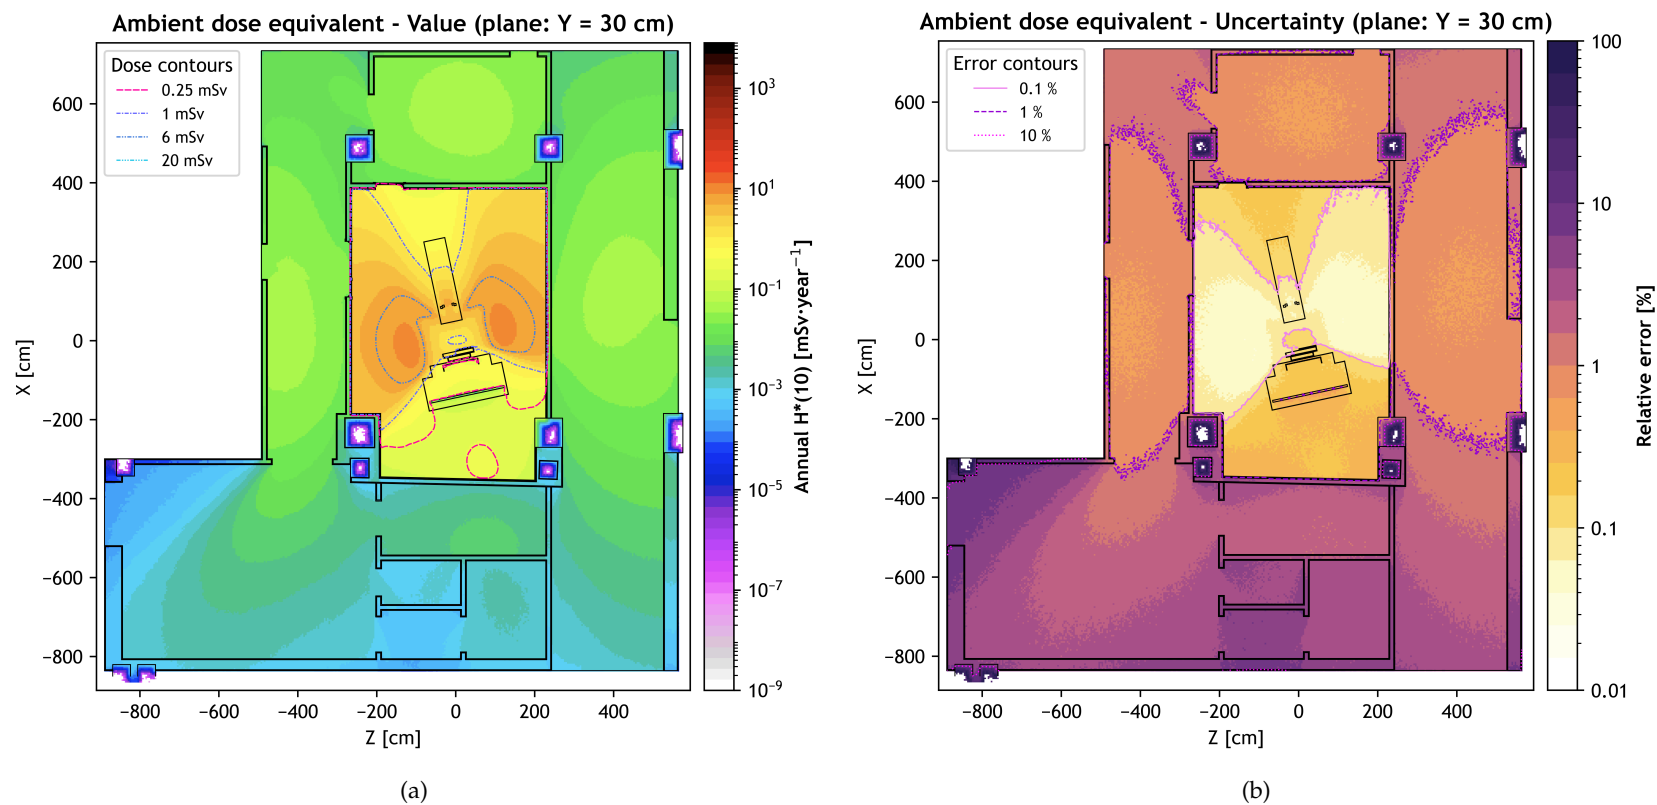 Ambient dose equivalent - Value (plane: Y = 30 cm)
Dose contours
0.25 mSv
1 mSv
6 mSv
20 mSv
600
400
200
0
−200
−400
−600
−800
X [cm]
−800 −600 −400 −200 0 200 400
Z [cm]
10³
10¹
10⁻¹
10⁻³
10⁻⁵
10⁻⁷
10⁻⁹
Annual H*(10) [mSv·year⁻¹]
(a)
Ambient dose equivalent - Uncertainty (plane: Y = 30 cm)
Error contours
0.1 %
1 %
10 %
600
400
200
0
−200
−400
−600
−800
X [cm]
−800 −600 −400 −200 0 200 400
Z [cm]
100
10
1
0.1
0.01
Relative error [%]
(b)